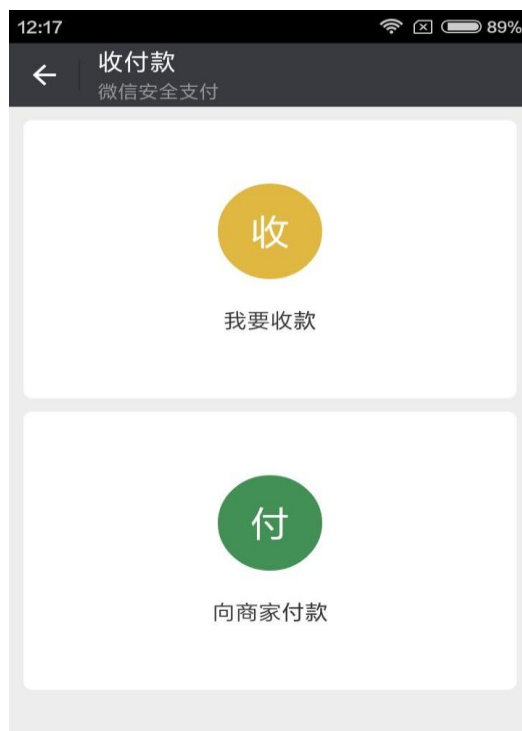 12:17 89%
收付款
微信安全支付
收
我要收款
付
向商家付款